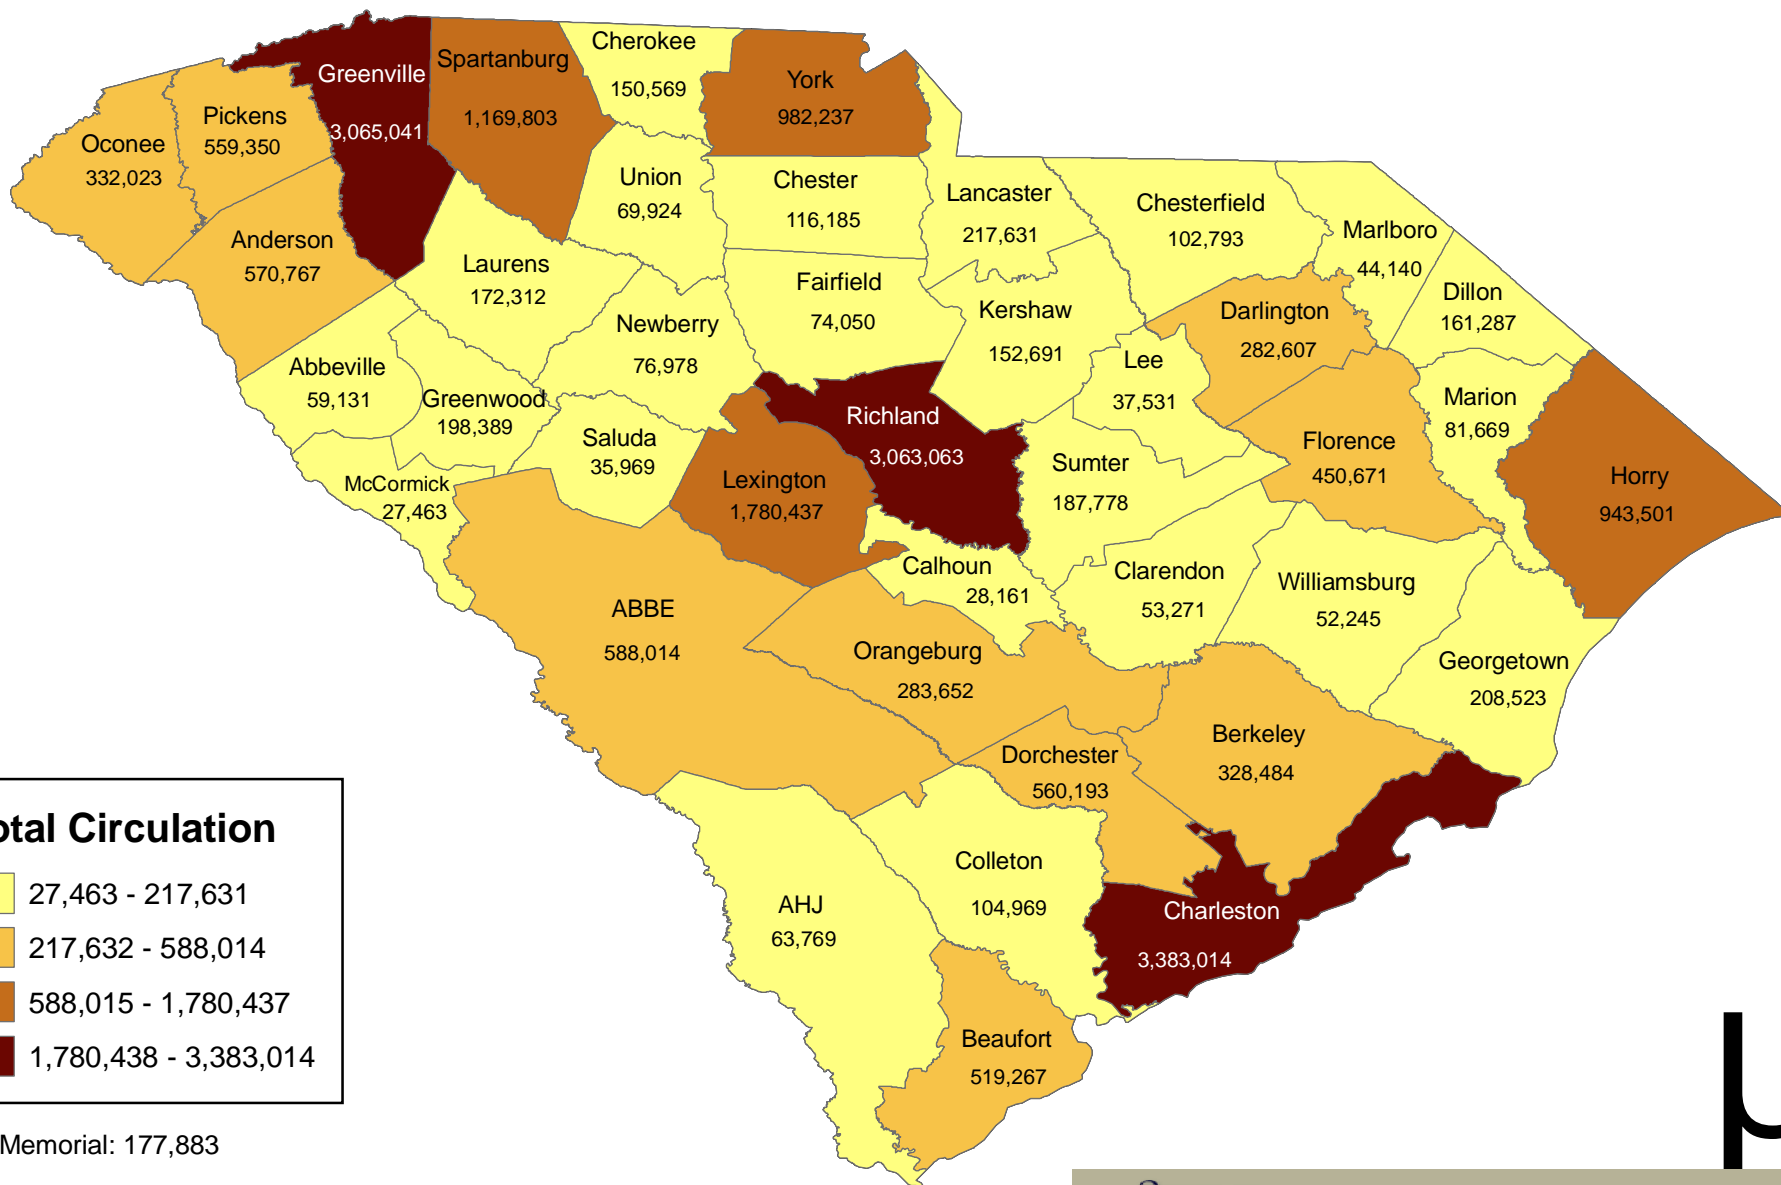 Cherokee
150,569
Spartanburg
1,169,803
Greenville
3,065,041
York
982,237
Pickens
559,350
Oconee
332,023
Union
69,924
Chester
116,185
Lancaster
217,631
Chesterfield
102,793
Marlboro
44,140
Anderson
570,767
Laurens
172,312
Fairfield
74,050
Dillon
161,287
Newberry
76,978
Kershaw
152,691
Darlington
282,607
Lee
37,531
Abbeville
59,131
Greenwood
198,389
Marion
81,669
Richland
3,063,063
Saluda
35,969
Florence
450,671
Sumter
187,778
Lexington
1,780,437
Horry
943,501
McCormick
27,463
Calhoun
28,161
Clarendon
53,271
Williamsburg
52,245
ABBE
588,014
Orangeburg
283,652
Georgetown
208,523
Berkeley
328,484
Dorchester
560,193
Colleton
104,969
AHJ
63,769
Charleston
3,383,014
Beaufort
519,267
otal Circulation
27,463 - 217,631
217,632 - 588,014
588,015 - 1,780,437
1,780,438 - 3,383,014
Memorial: 177,883
µ